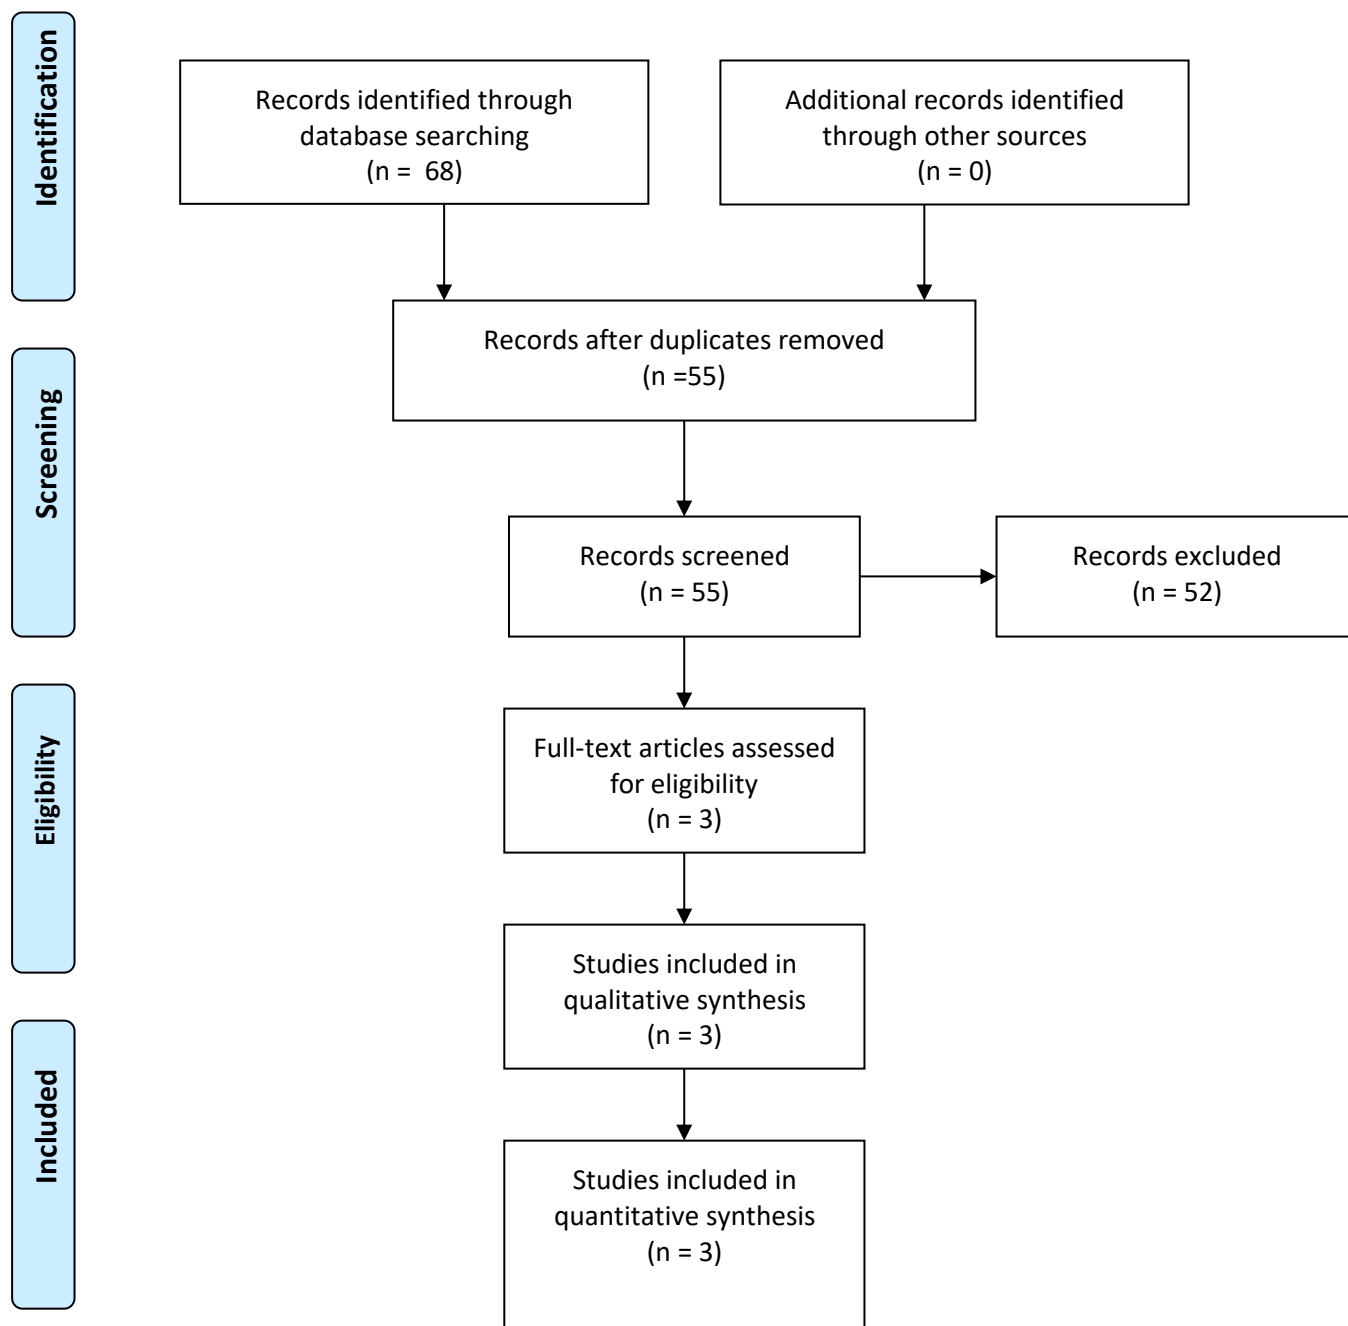 Identification
Records identified through
database searching
(n =  68)
Additional records identified
through other sources
(n = 0)
Records after duplicates removed
(n =55)
Screening
Records screened
(n = 55)
Records excluded
(n = 52)
Eligibility
Full-text articles assessed
for eligibility
(n = 3)
Studies included in
qualitative synthesis
(n = 3)
Included
Studies included in
quantitative synthesis
(n = 3)